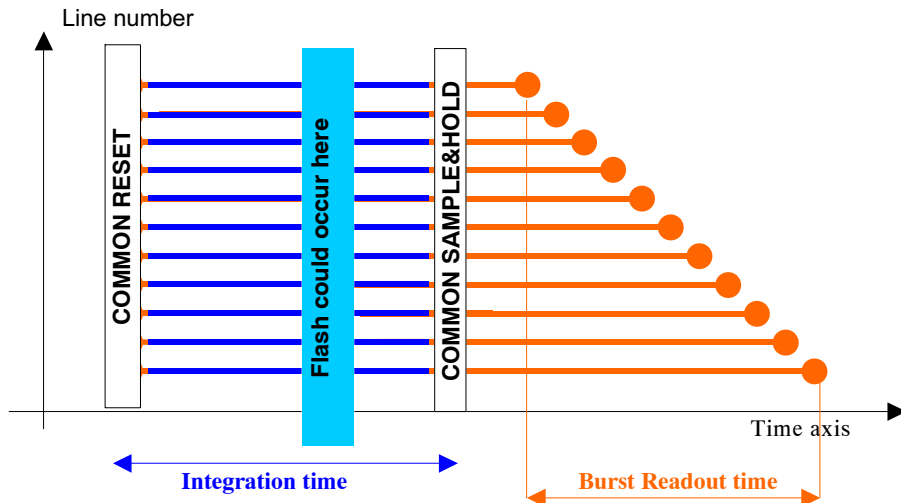 Line number
COMMON RESET
Flash could occur here
COMMON SAMPLE&HOLD
Time axis
Integration time
Burst Readout time